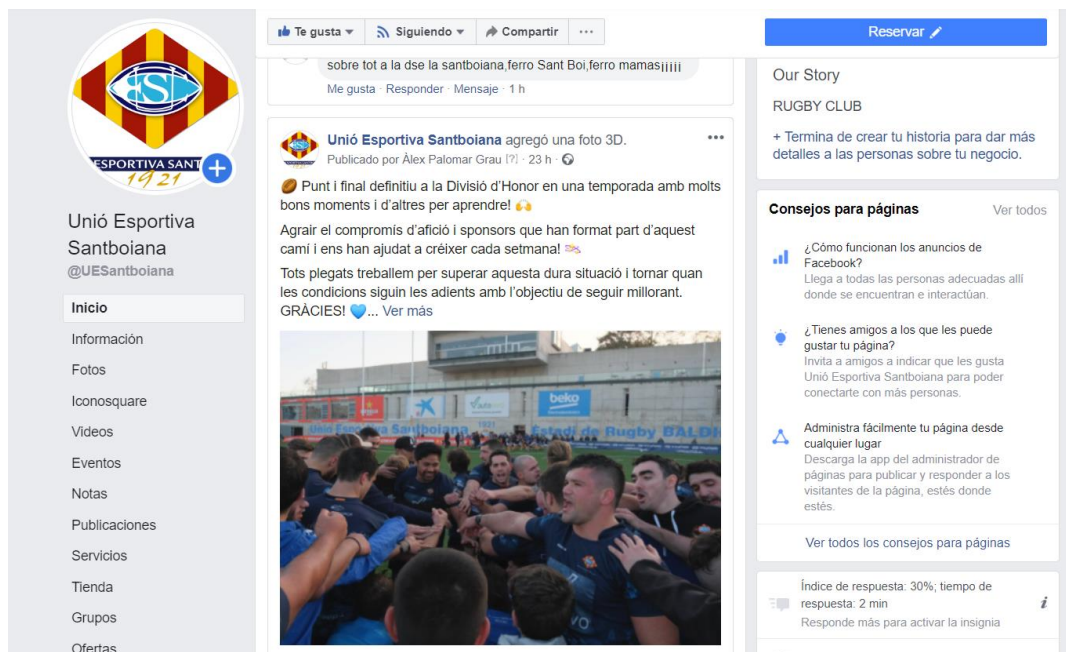 ESPORTIVA SANT
1921
Unió Esportiva
Santboiana
@UESantboiana
Inicio
Información
Fotos
Iconosquare
Videos
Eventos
Notas
Publicaciones
Servicios
Tienda
Grupos
Ofertas
Te gusta
Siguiendo
Compartir
sobre tot a la dse la santboiana,ferro Sant Boi,ferro mamas¡¡¡¡¡
Me gusta · Responder · Mensaje · 1 h
Unió Esportiva Santboiana agregó una foto 3D.
Publicado por Àlex Palomar Grau [?] · 23 h ·
Punt i final definitiu a la Divisió d’Honor en una temporada amb molts
bons moments i d’altres per aprendre!
Agrair el compromís d’afició i sponsors que han format part d’aquest
camí i ens han ajudat a créixer cada setmana!
Tots plegats treballem per superar aquesta dura situació i tornar quan
les condicions siguin les adients amb l’objectiu de seguir millorant.
GRÀCIES! 💙... Ver más
beko
Unió Esportiva Santboiana 1921 Estadi de Rugby BALDI
Reservar
Our Story
RUGBY CLUB
+ Termina de crear tu historia para dar más
detalles a las personas sobre tu negocio.
Consejos para páginas
Ver todos
¿Cómo funcionan los anuncios de
Facebook?
Llega a todas las personas adecuadas allí
donde se encuentran e interactúan.
¿Tienes amigos a los que les puede
gustar tu página?
Invita a amigos a indicar que les gusta
Unió Esportiva Santboiana para poder
conectarte con más personas.
Administra fácilmente tu página desde
cualquier lugar
Descarga la app del administrador de
páginas para publicar y responder a los
visitantes de la página, estés donde
estés.
Ver todos los consejos para páginas
Índice de respuesta: 30%; tiempo de
respuesta: 2 min
Responde más para activar la insignia